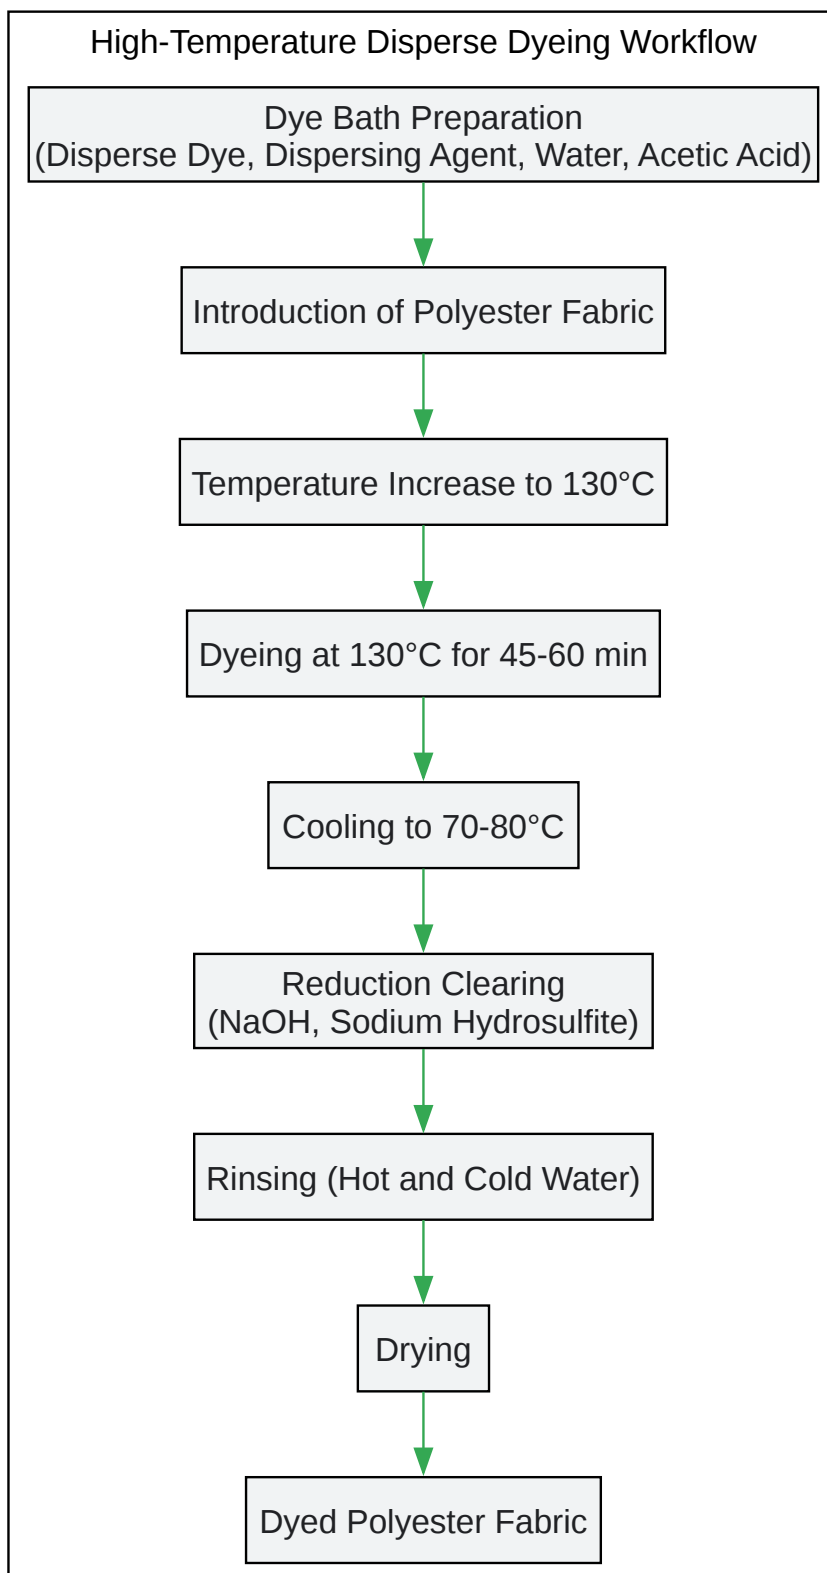 High-Temperature Disperse Dyeing Workflow
Dye Bath Preparation
(Disperse Dye, Dispersing Agent, Water, Acetic Acid)
Introduction of Polyester Fabric
Temperature Increase to 130°C
Dyeing at 130°C for 45-60 min
Cooling to 70-80°C
Reduction Clearing
(NaOH, Sodium Hydrosulfite)
Rinsing (Hot and Cold Water)
Drying
Dyed Polyester Fabric